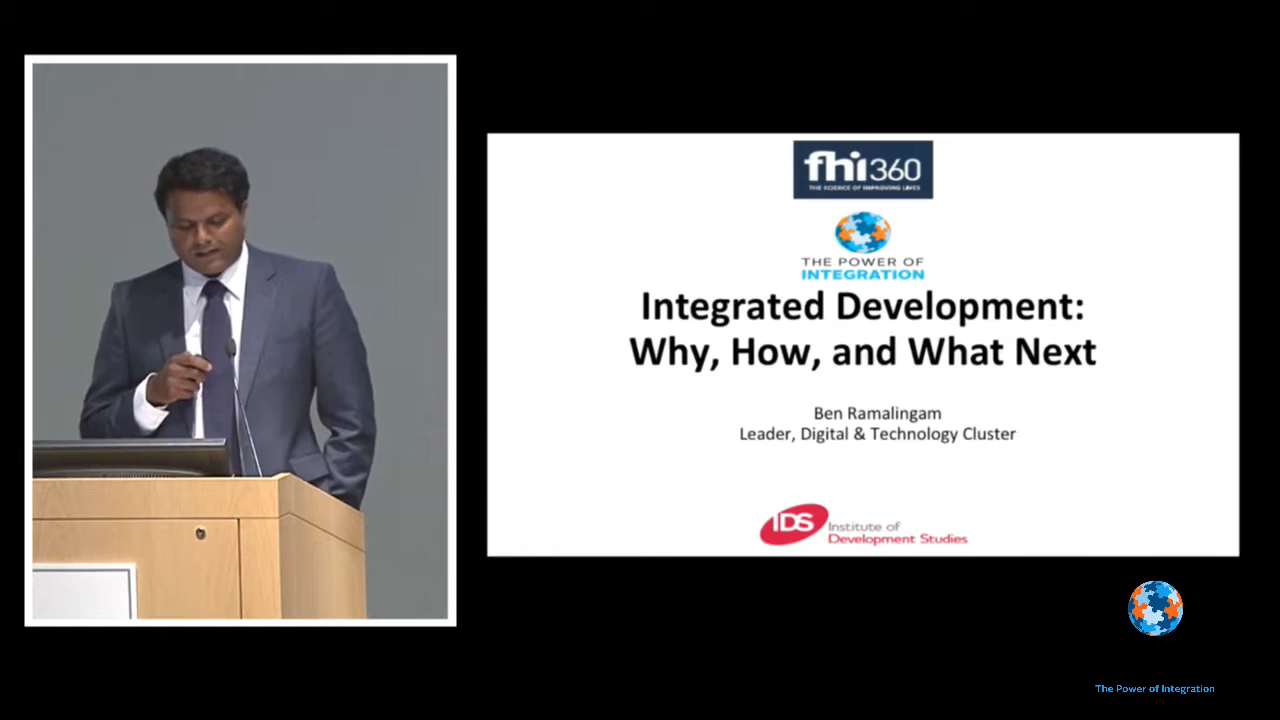 fhi360
THE SCIENCE OF IMPROVING LIVES
THE POWER OF
INTEGRATION
Integrated Development:
Why, How, and What Next
Ben Ramalingam
Leader, Digital & Technology Cluster
IDS
Institute of
Development Studies
The Power of Integration